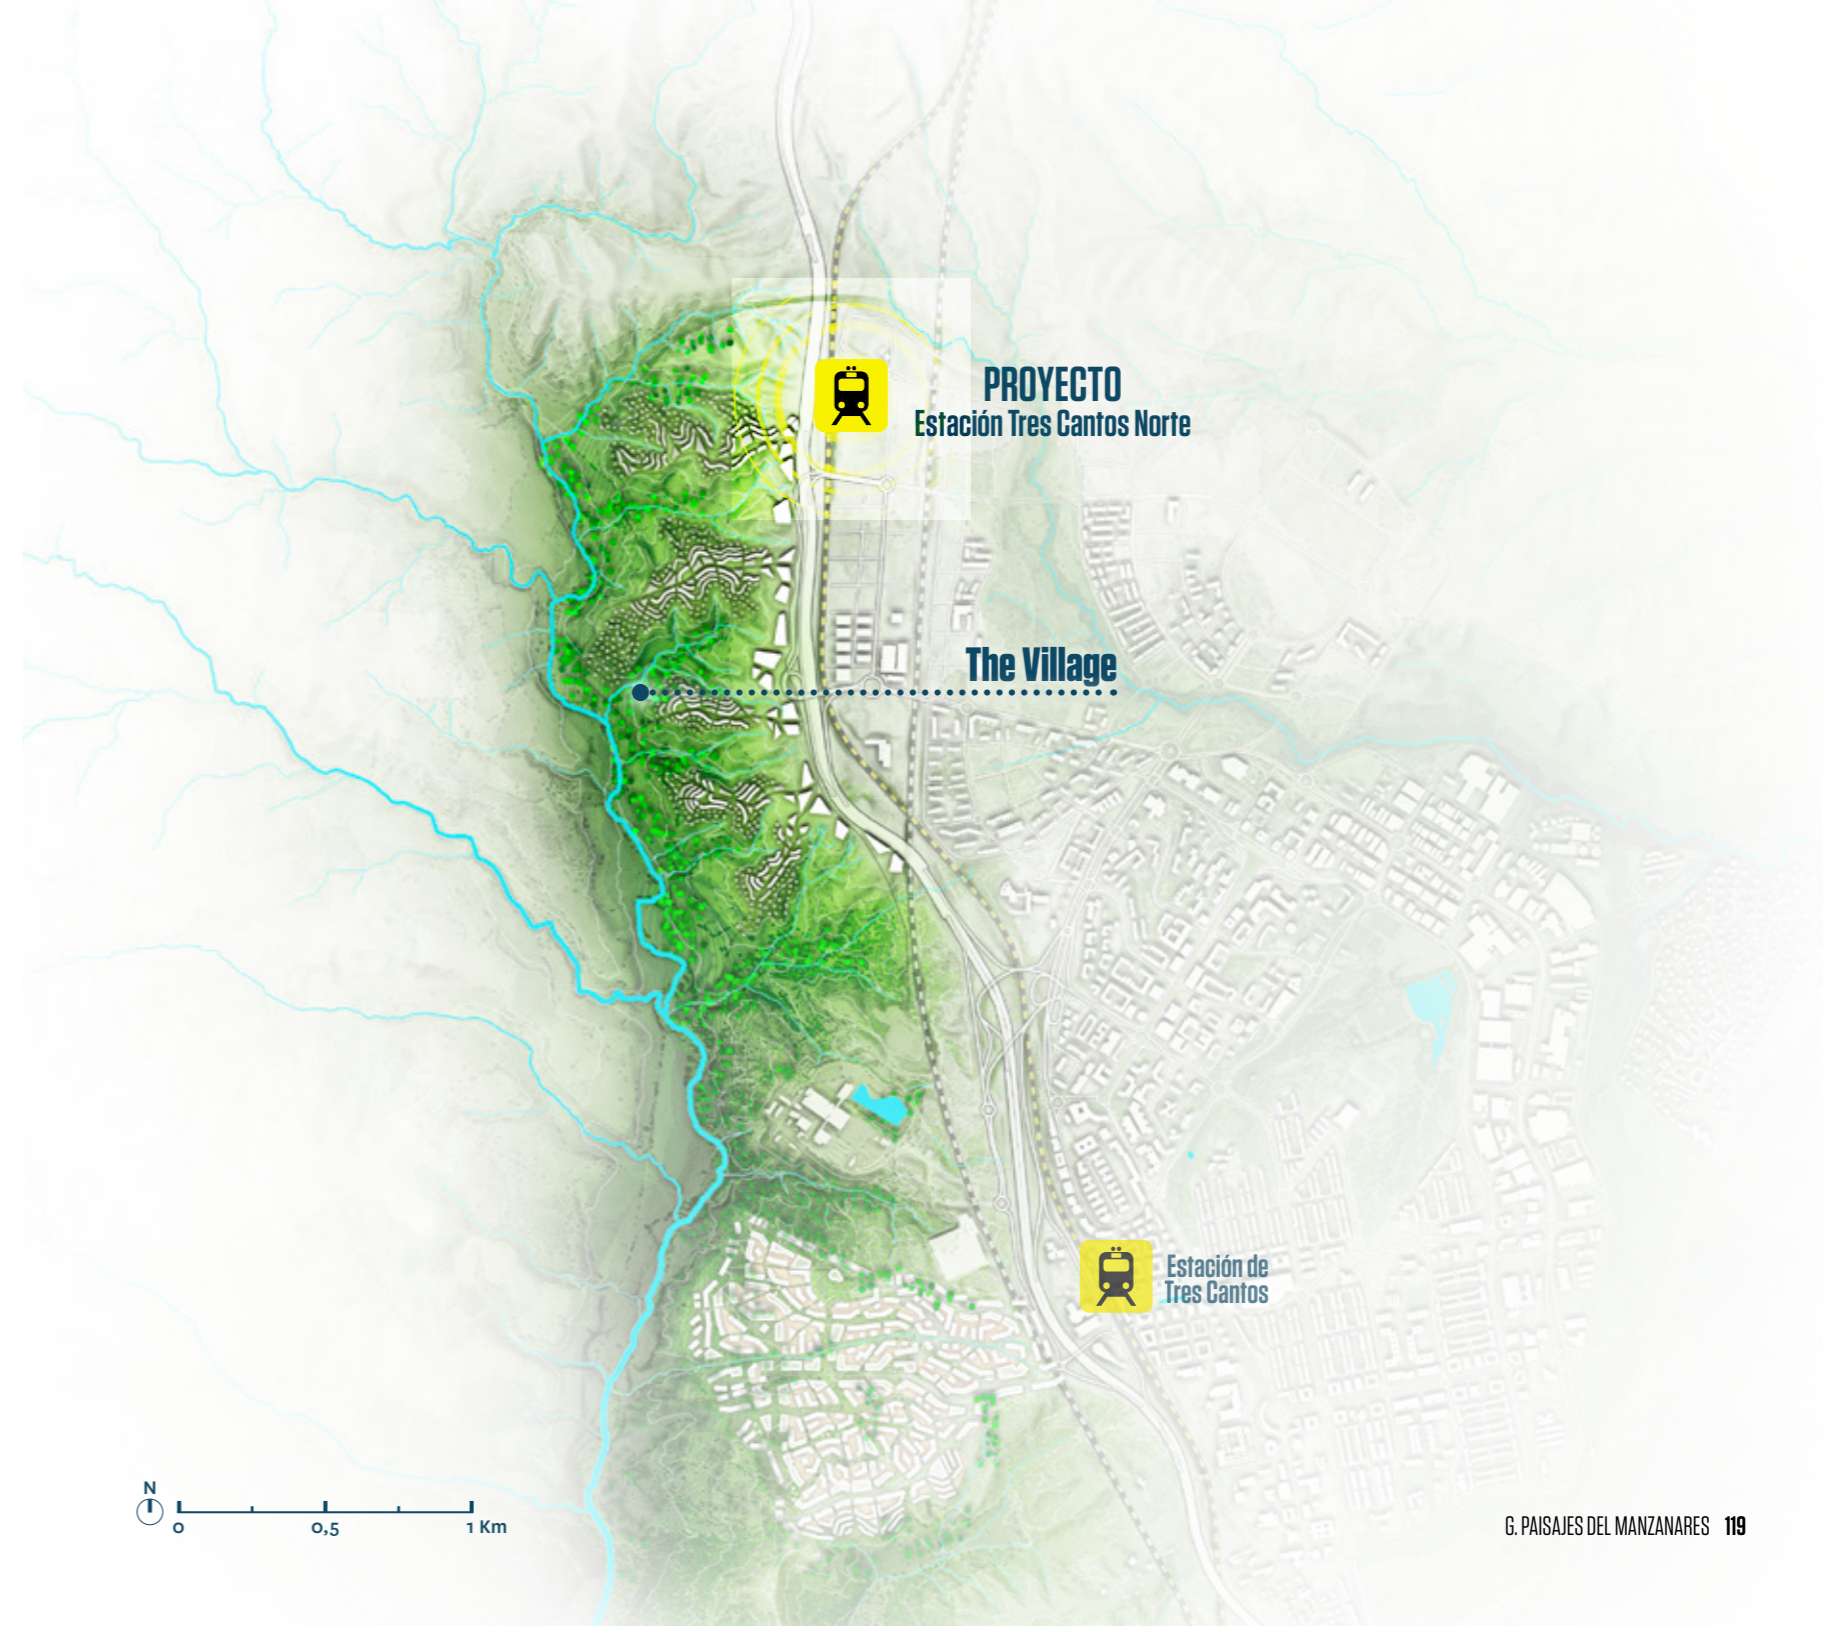 PROYECTO
Estación Tres Cantos Norte
The Village
Estación de
Tres Cantos
N
0 0,5 1 Km
G. PAISAJES DEL MANZANARES 119